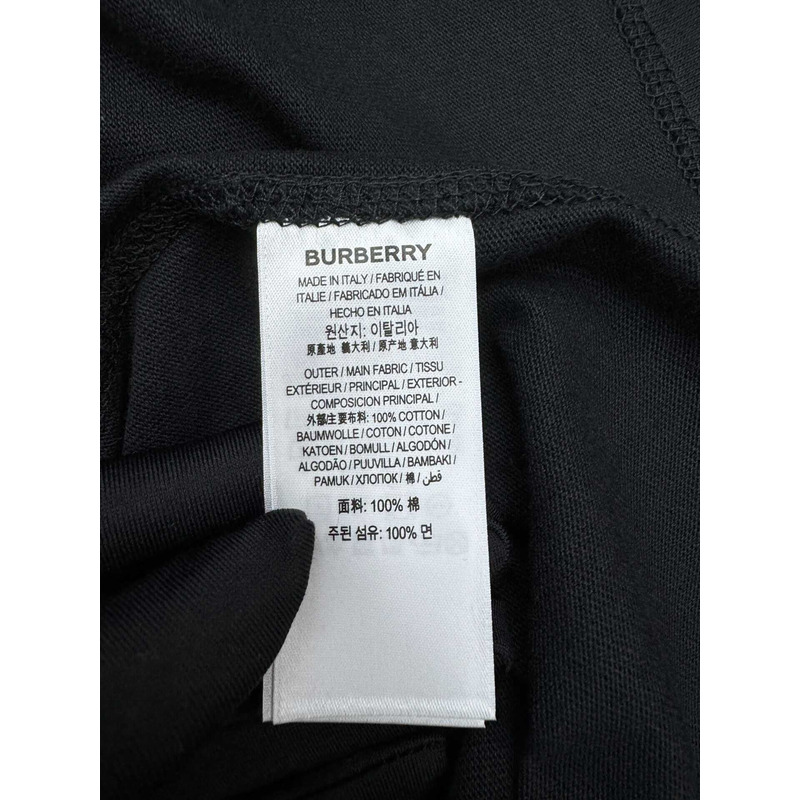 BURBERRY
MADE IN ITALY / FABRIQUÉ EN
ITALIE / FABRICADO EM ITÁLIA /
HECHO EN ITALIA
원산지: 이탈리아
原產地 義大利 / 原产地 意大利
OUTER / MAIN FABRIC / TISSU
EXTÉRIEUR / PRINCIPAL / EXTERIOR -
COMPOSICION PRINCIPAL /
外部/主要布料: 100% COTTON /
BAUMWOLLE / COTON / COTONE /
KATOEN / BOMULL / ALGODÓN /
ALGODÃO / PUUVILLA / BAMBAKI /
PAMUK / ХЛОПОК / 棉 / قطن /
面料: 100% 棉
주된 섬유: 100% 면